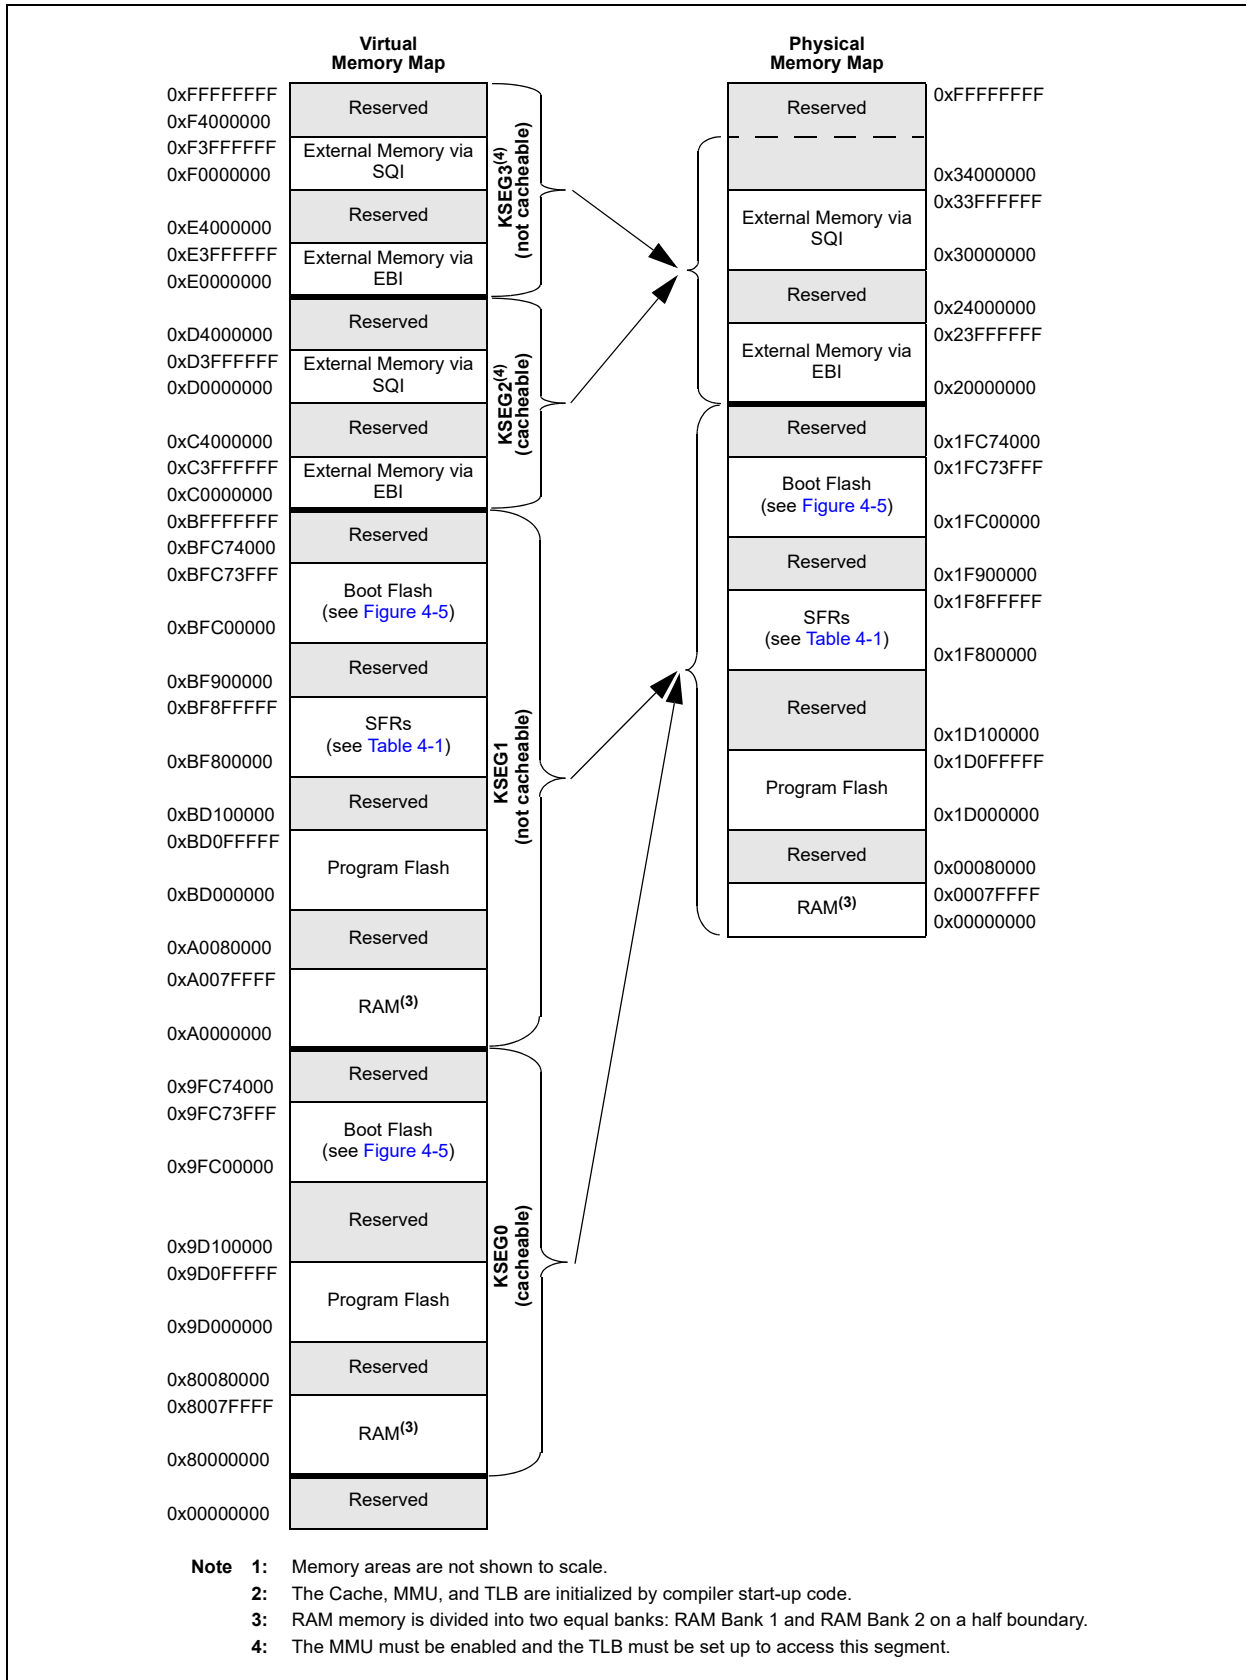 Virtual
Memory Map
0xFFFFFFFF
Reserved
0xF4000000
0xF3FFFFFF
External Memory via
SQI
0xF0000000
Reserved
0xE4000000
0xE3FFFFFF
External Memory via
EBI
0xE0000000
KSEG3(4)
(not cacheable)
Reserved
0xD4000000
0xD3FFFFFF
External Memory via
SQI
0xD0000000
Reserved
0xC4000000
0xC3FFFFFF
External Memory via
EBI
0xC0000000
KSEG2(4)
(cacheable)
0xBFFFFFFF
Reserved
0xBFC74000
0xBFC73FFF
Boot Flash
(see Figure 4-5)
0xBFC00000
Reserved
0xBF900000
0xBF8FFFFF
SFRs
(see Table 4-1)
0xBF800000
Reserved
0xBD100000
0xBD0FFFFF
Program Flash
0xBD000000
Reserved
0xA0080000
0xA007FFFF
RAM(3)
0xA0000000
KSEG1
(not cacheable)
Reserved
0x9FC74000
0x9FC73FFF
Boot Flash
(see Figure 4-5)
0x9FC00000
Reserved
0x9D100000
0x9D0FFFFF
Program Flash
0x9D000000
Reserved
0x80080000
0x8007FFFF
RAM(3)
0x80000000
KSEG0
(cacheable)
Reserved
0x00000000
Physical
Memory Map
0xFFFFFFFF
Reserved
0x34000000
0x33FFFFFF
External Memory via
SQI
0x30000000
Reserved
0x24000000
0x23FFFFFF
External Memory via
EBI
0x20000000
Reserved
0x1FC74000
0x1FC73FFF
Boot Flash
(see Figure 4-5)
0x1FC00000
Reserved
0x1F900000
0x1F8FFFFF
SFRs
(see Table 4-1)
0x1F800000
Reserved
0x1D100000
0x1D0FFFFF
Program Flash
0x1D000000
Reserved
0x00080000
0x0007FFFF
RAM(3)
0x00000000
Note 1: Memory areas are not shown to scale.
2: The Cache, MMU, and TLB are initialized by compiler start-up code.
3: RAM memory is divided into two equal banks: RAM Bank 1 and RAM Bank 2 on a half boundary.
4: The MMU must be enabled and the TLB must be set up to access this segment.